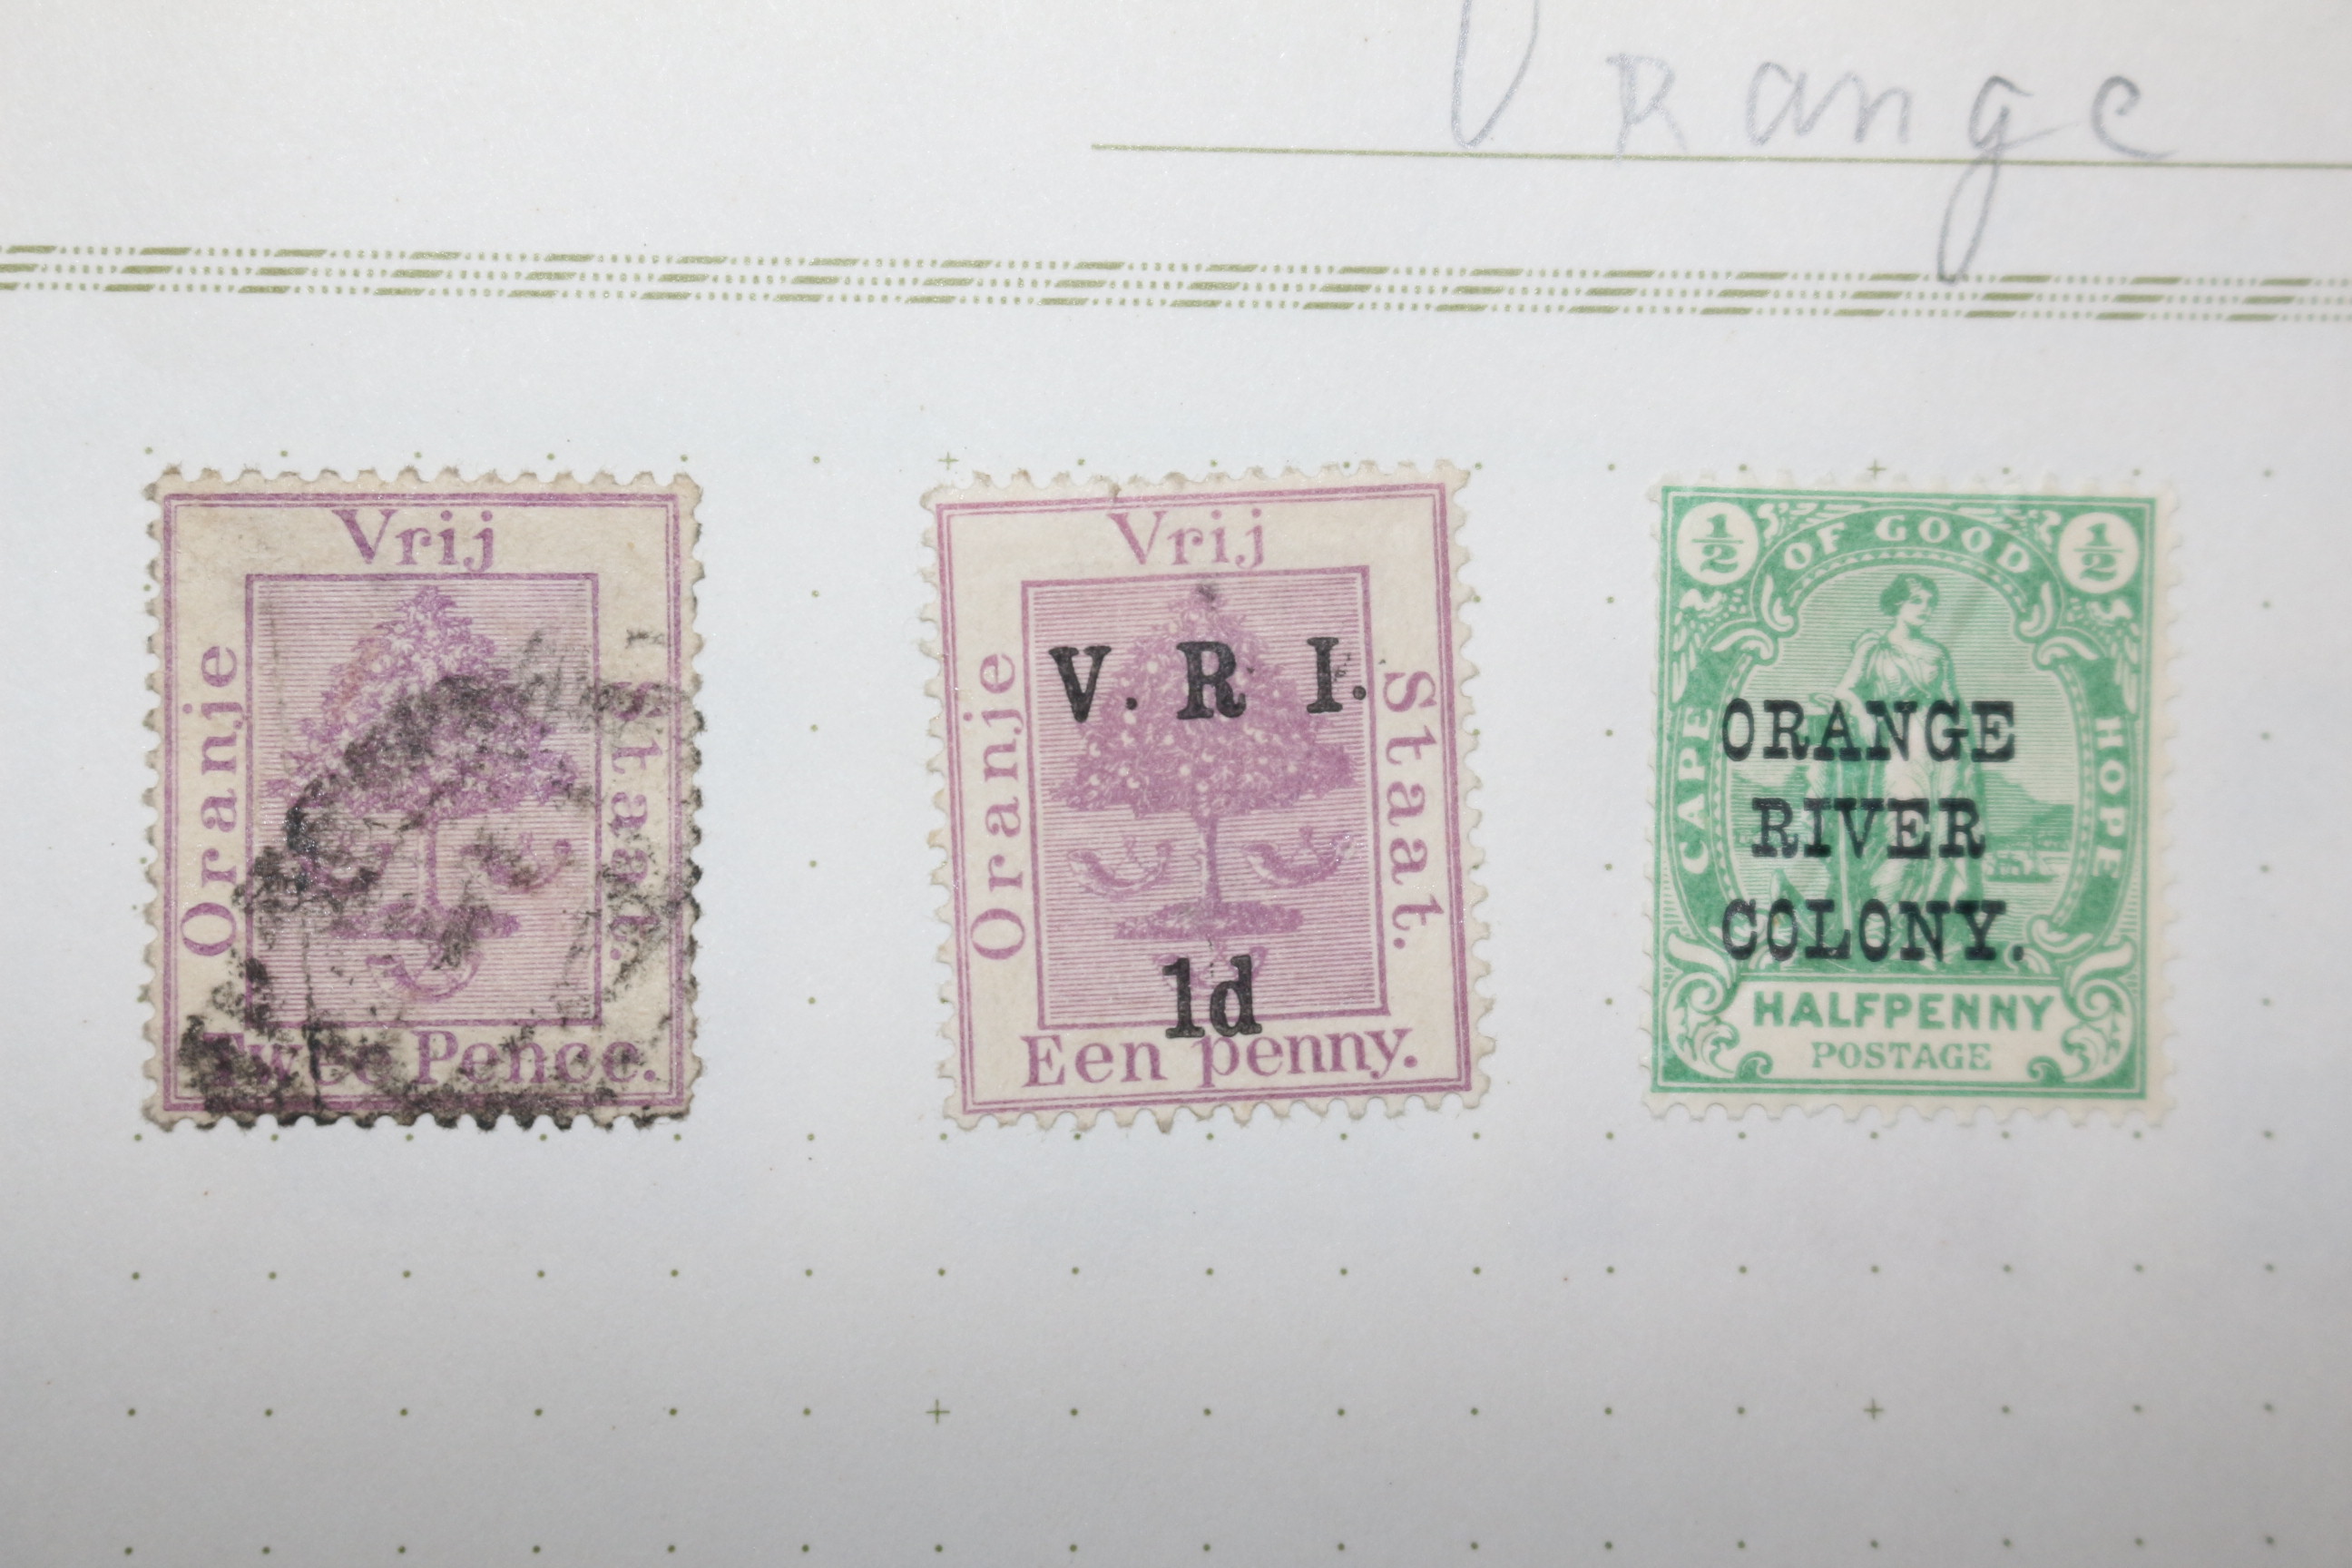 Orange
Vrij
Oranje
Staat.
Twee Pence.
Vrij
Oranje
Staat.
V. R I.
1d
Een penny.
1/2
1/2
CAPE OF GOOD HOPE
ORANGE
RIVER
COLONY.
HALFPENNY
POSTAGE